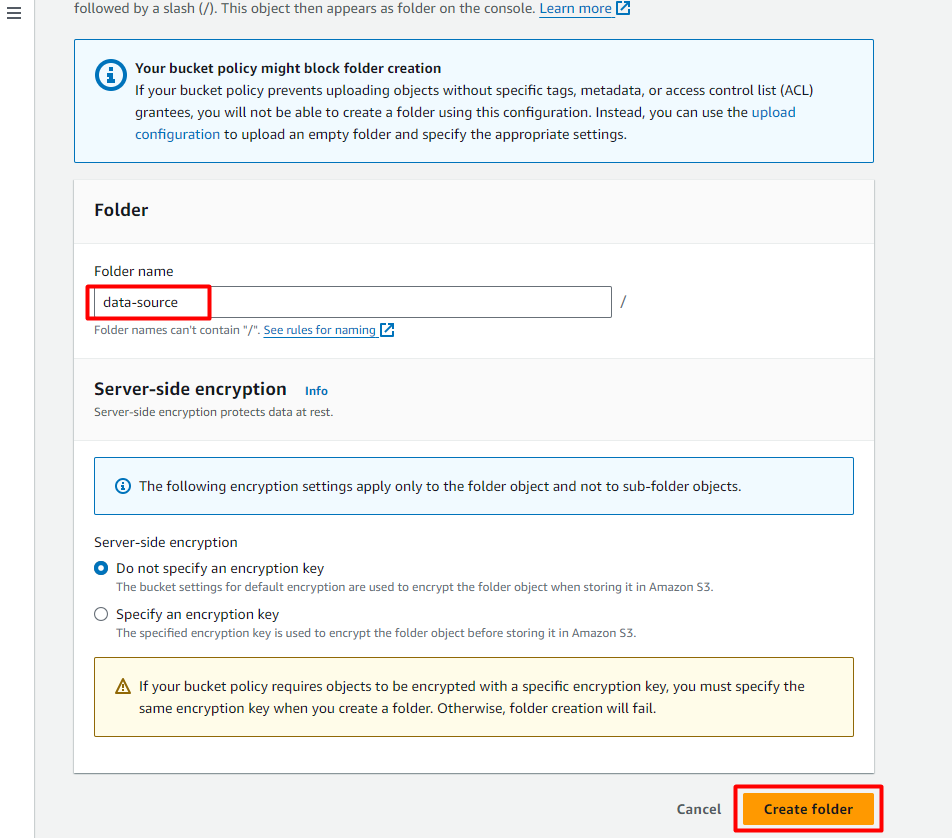 followed by a slash (/). This object then appears as folder on the console. Learn more
Your bucket policy might block folder creation
If your bucket policy prevents uploading objects without specific tags, metadata, or access control list (ACL)
grantees, you will not be able to create a folder using this configuration. Instead, you can use the upload
configuration to upload an empty folder and specify the appropriate settings.
Folder
Folder name
data-source /
Folder names can't contain "/". See rules for naming
Server-side encryption Info
Server-side encryption protects data at rest.
The following encryption settings apply only to the folder object and not to sub-folder objects.
Server-side encryption
Do not specify an encryption key
The bucket settings for default encryption are used to encrypt the folder object when storing it in Amazon S3.
Specify an encryption key
The specified encryption key is used to encrypt the folder object before storing it in Amazon S3.
If your bucket policy requires objects to be encrypted with a specific encryption key, you must specify the
same encryption key when you create a folder. Otherwise, folder creation will fail.
Cancel Create folder